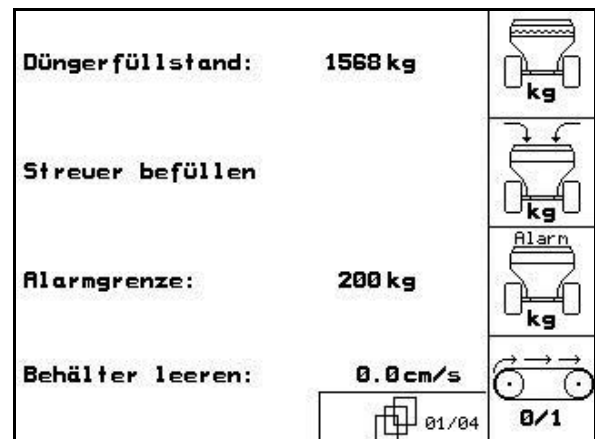 Düngerfüllstand: 1568 kg
kg
Streuer befüllen
kg
Alarm
Alarmgrenze: 200 kg
kg
Behälter leeren: 0.0 cm/s
01/04
0/1